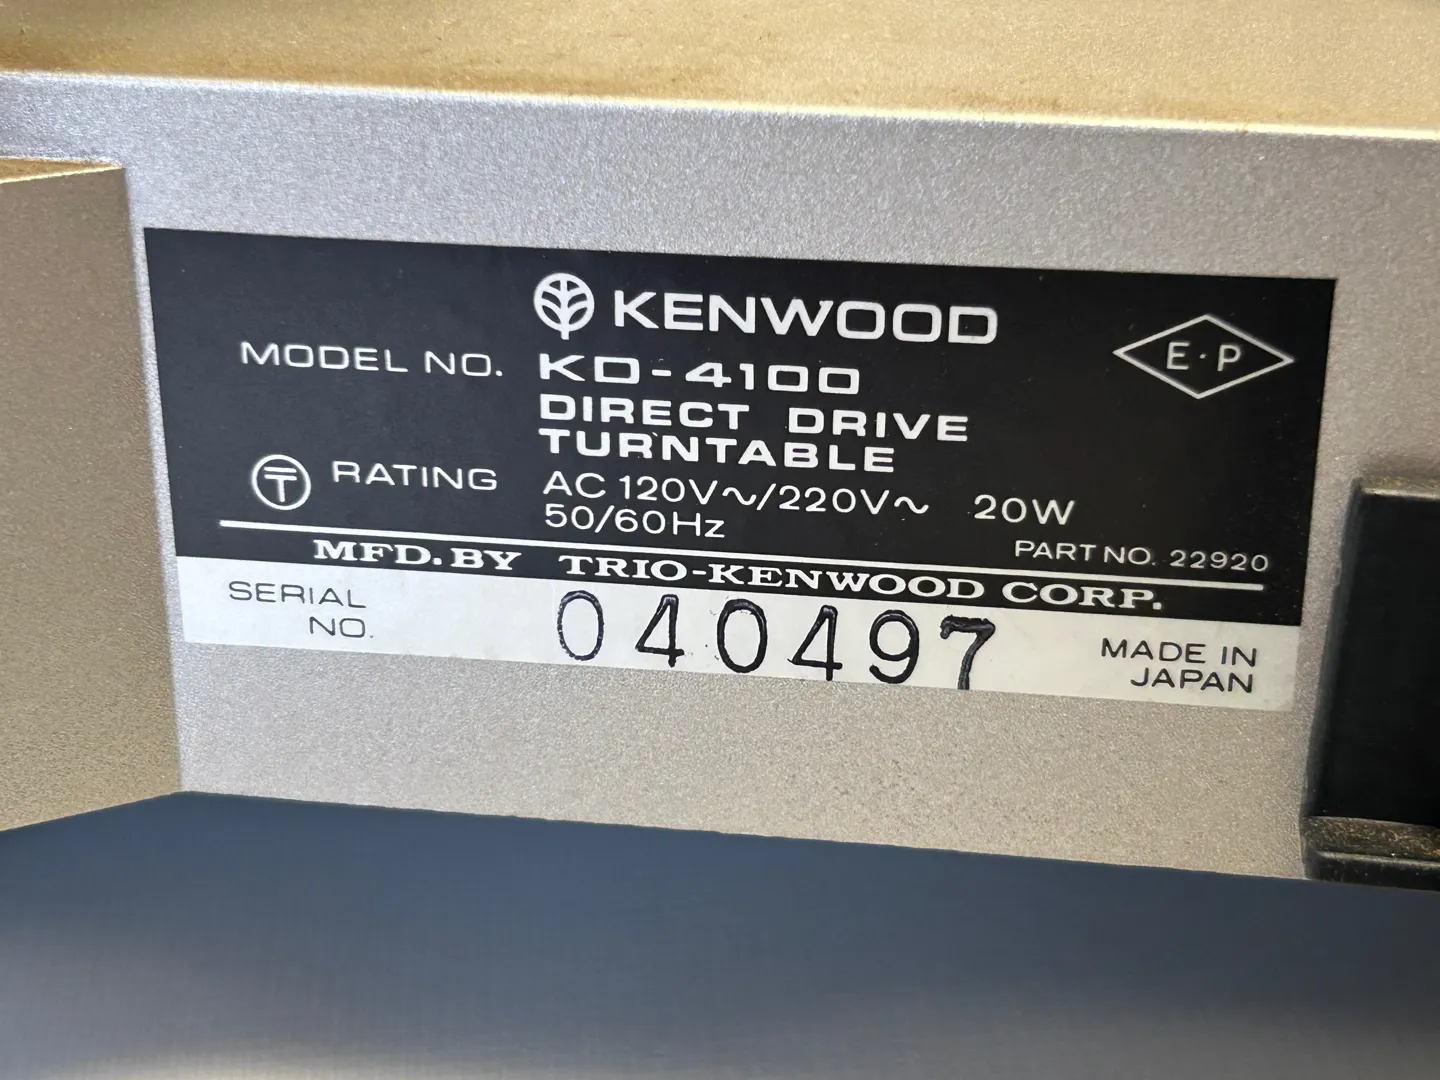 KENWOOD
E·P
MODEL NO. KD-4100
DIRECT DRIVE
TURNTABLE
T RATING AC 120V~/220V~ 20W
50/60Hz
PART NO. 22920
MFD. BY TRIO-KENWOOD CORP.
SERIAL NO. 040497
MADE IN
JAPAN